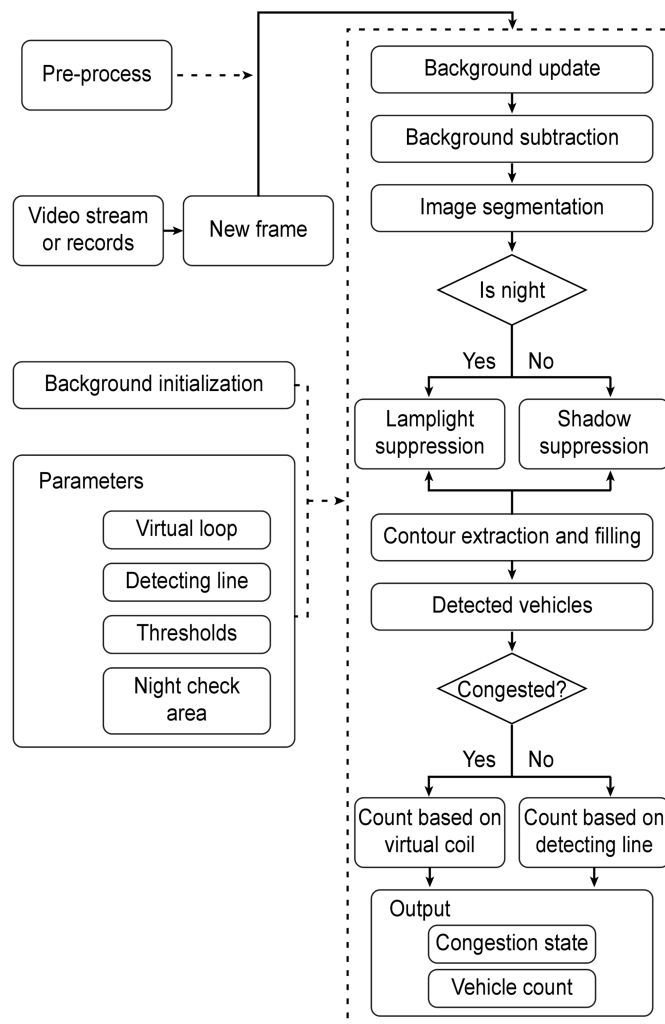 Pre-process
Video stream
or records
New frame
Background initialization
Parameters
Virtual loop
Detecting line
Thresholds
Night check
area
Background update
Background subtraction
Image segmentation
Is night
Yes
No
Lamplight
suppression
Shadow
suppression
Contour extraction and filling
Detected vehicles
Congested?
Yes
No
Count based on
virtual coil
Count based on
detecting line
Output
Congestion state
Vehicle count